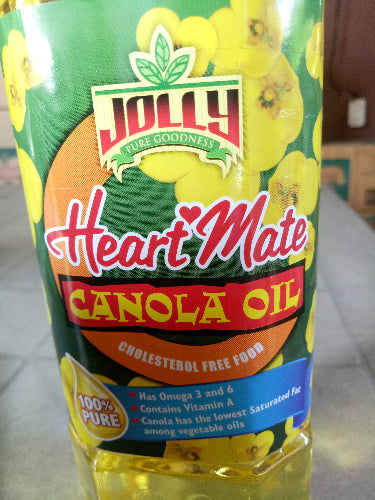 JOLLY
PURE GOODNESS
Heart Mate
CANOLA OIL
CHOLESTEROL FREE FOOD
100% PURE
Has Omega 3 and 6
Contains Vitamin A
Canola has the lowest Saturated Fat
among vegetable oils